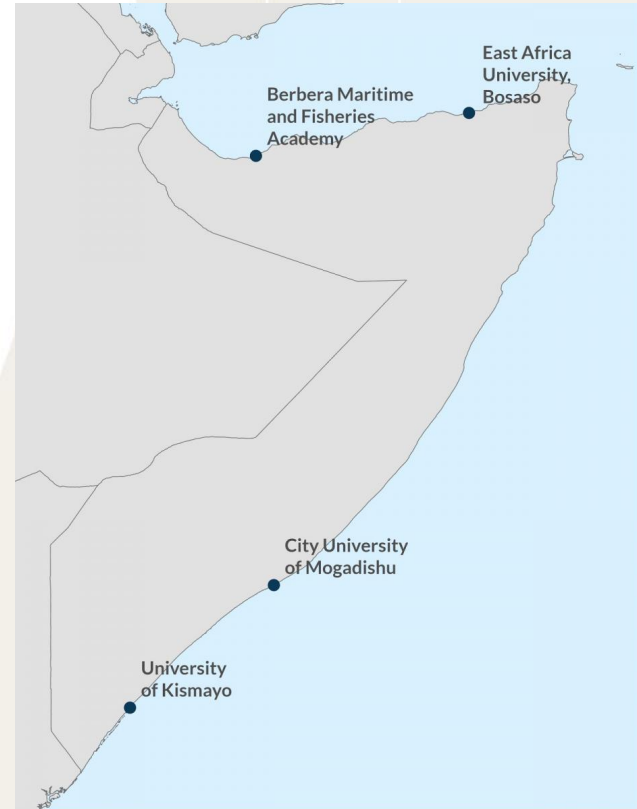 East Africa
University,
Bosaso
Berbera Maritime
and Fisheries
Academy
City University
of Mogadishu
University
of Kismayo